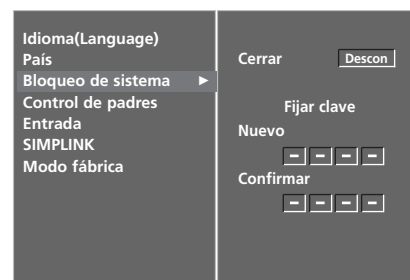 Idioma(Language)
País
Bloqueo de sistema ►
Control de padres
Entrada
SIMPLINK
Modo fábrica
Cerrar Descon
Fijar clave
Nuevo
– – – –
Confirmar
– – – –